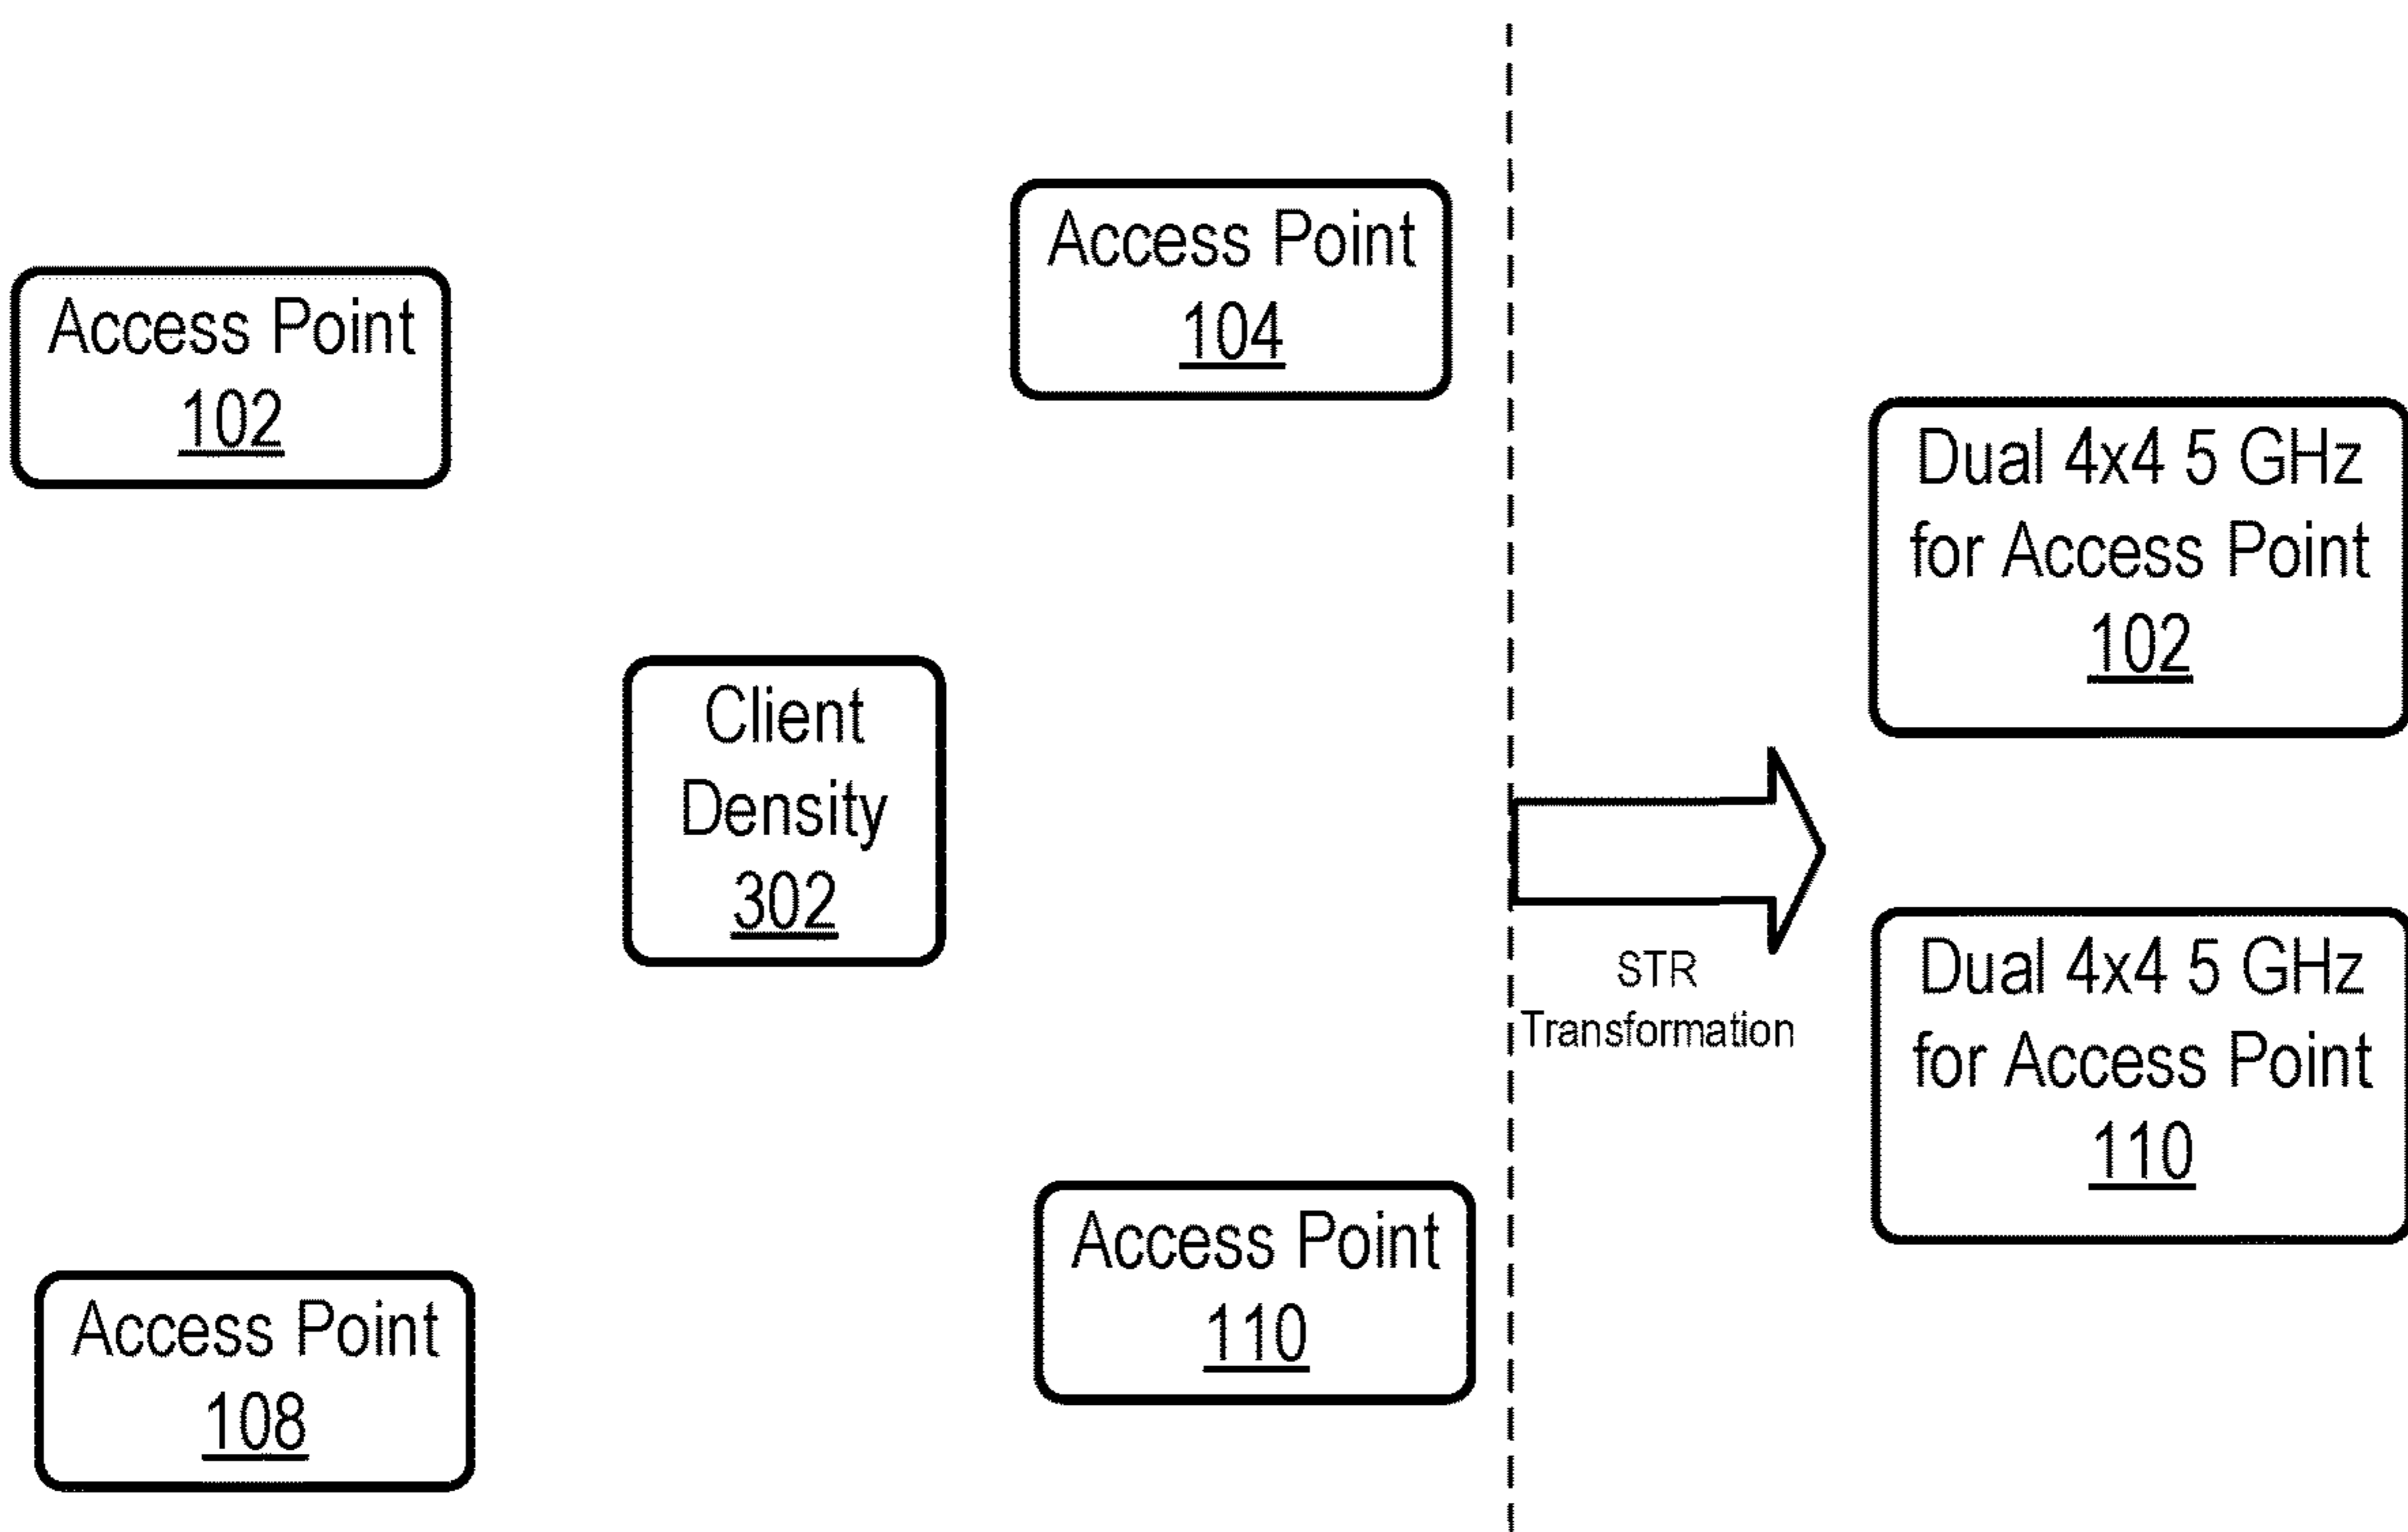 Access Point
102
Access Point
104
Client
Density
302
Access Point
108
Access Point
110
STR
Transformation
Dual 4x4 5 GHz
for Access Point
102
Dual 4x4 5 GHz
for Access Point
110